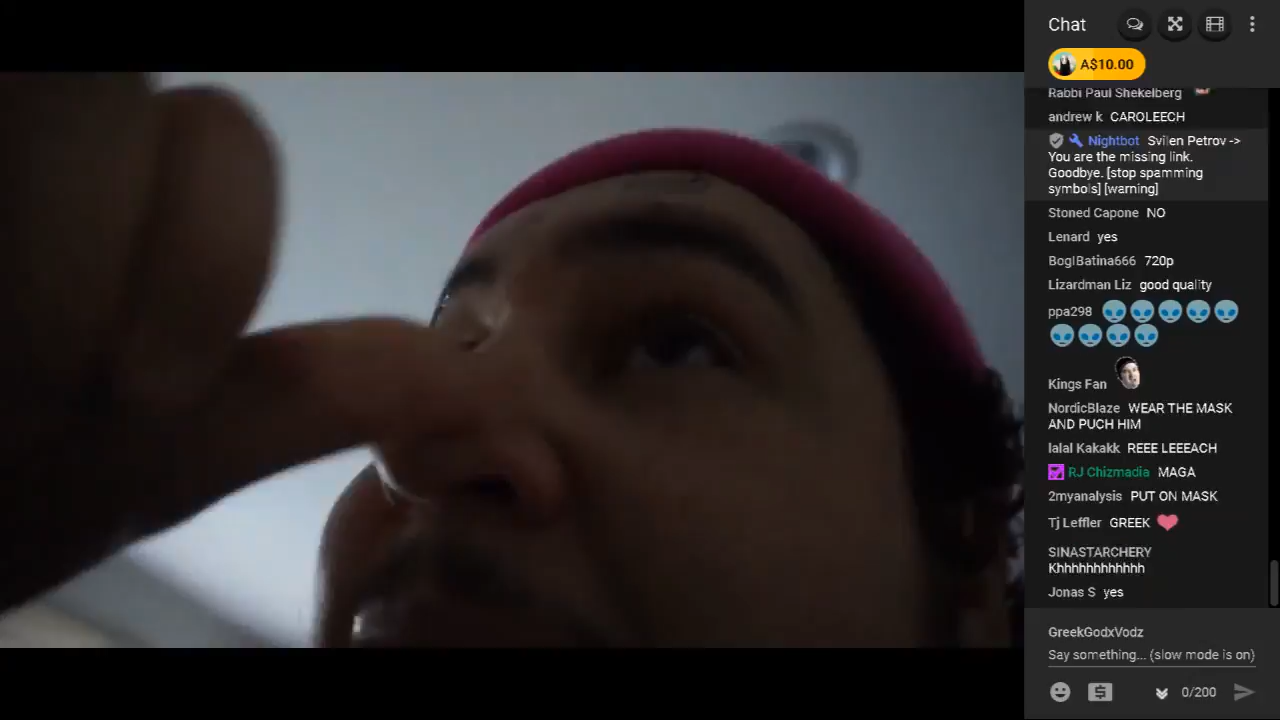 Chat
A$10.00
Rabbi Paul Shekelberg
andrew k CAROLEECH
Nightbot Svilen Petrov ->
You are the missing link.
Goodbye. [stop spamming
symbols] [warning]
Stoned Capone NO
Lenard yes
BogIBatina666 720p
Lizardman Liz good quality
ppa298 👽👽👽👽👽
👽👽👽👽
Kings Fan
NordicBlaze WEAR THE MASK
AND PUCH HIM
lalal Kakakk REEE LEEEACH
RJ Chizmadia MAGA
2myanalysis PUT ON MASK
Tj Leffler GREEK ❤
SINASTARCHERY
Khhhhhhhhhhhh
Jonas S yes
GreekGodxVodz
Say something... (slow mode is on)
0/200